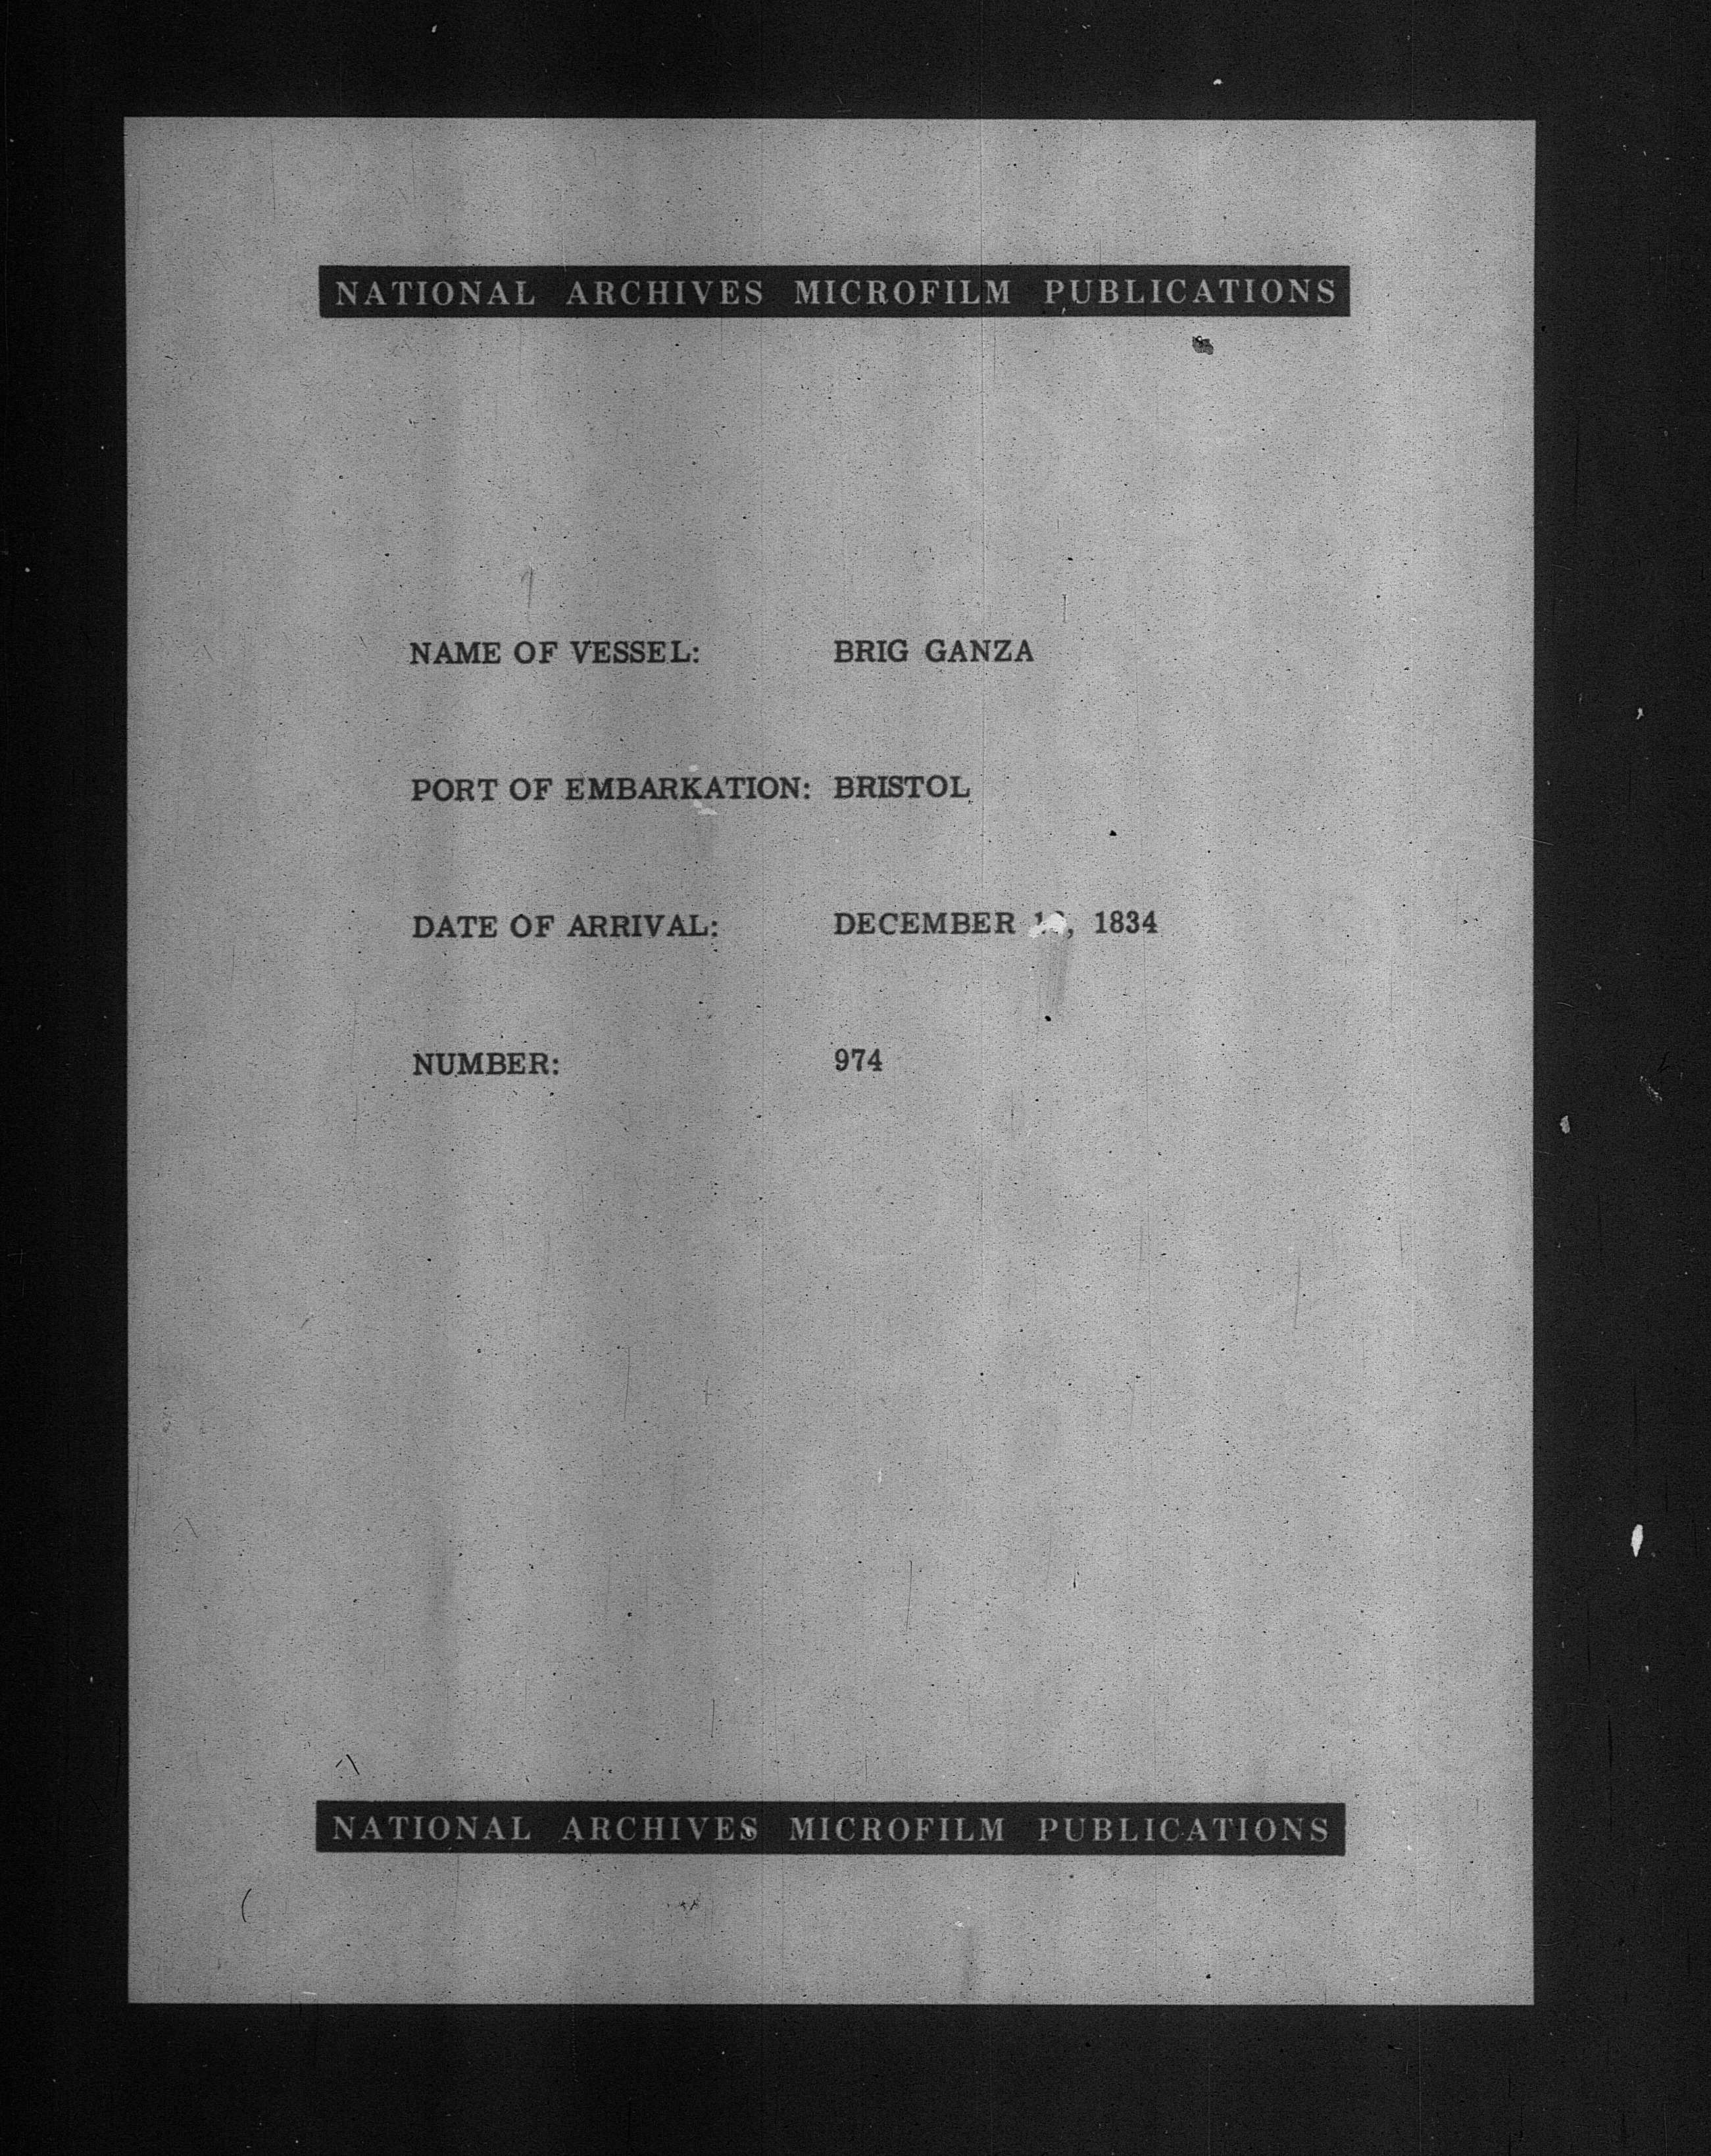 NATIONAL ARCHIVES MICROFILM PUBLICATIONS
NAME OF VESSEL: BRIG GANZA
PORT OF EMBARKATION: BRISTOL
DATE OF ARRIVAL: DECEMBER , 1834
NUMBER: 974
NATIONAL ARCHIVES MICROFILM PUBLICATIONS